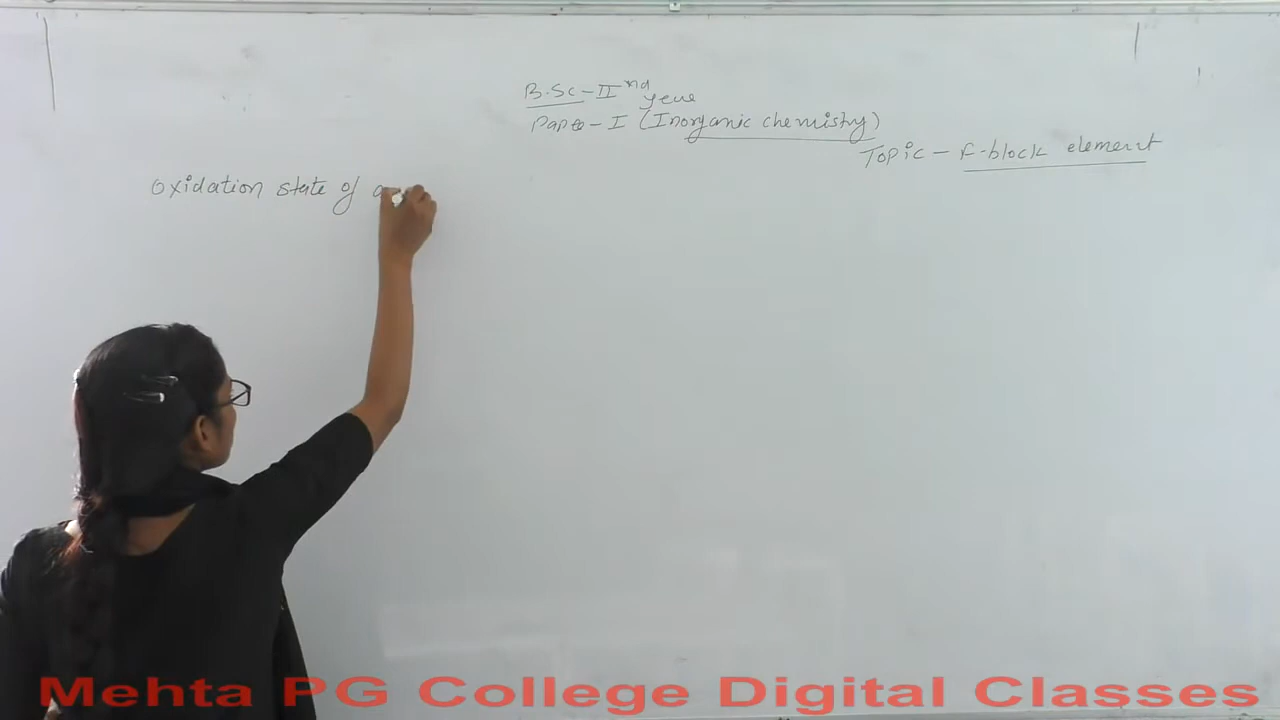 B.Sc-IInd year
Paper-I (Inorganic chemistry)
Topic - F-block element
Oxidation state of a
Mehta PG College Digital Classes